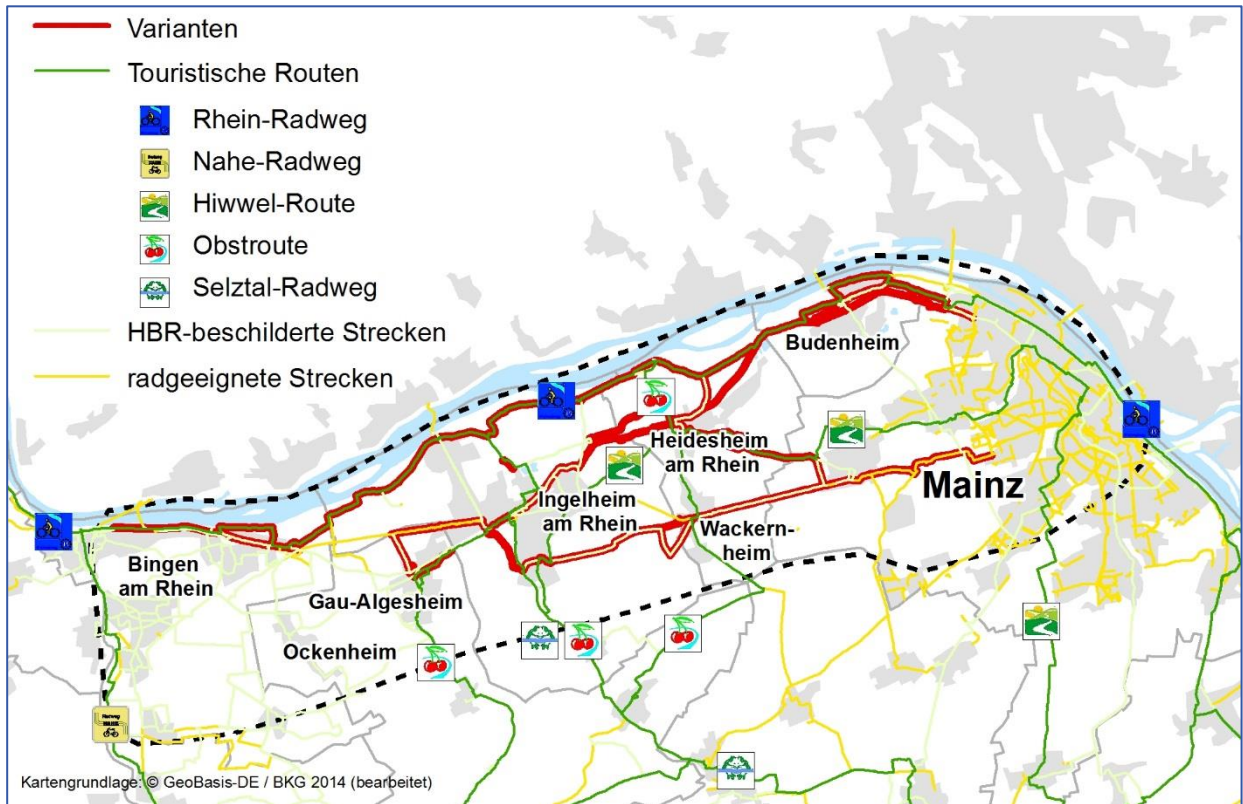 Varianten
Touristische Routen
Rhein-Radweg
Nahe-Radweg
Hiwwel-Route
Obstroute
Selztal-Radweg
HBR-beschilderte Strecken
radgeeignete Strecken
Budenheim
Heidesheim
am Rhein
Ingelheim
am Rhein
Mainz
Wackern-
heim
Bingen
am Rhein
Gau-Algesheim
Ockenheim
Kartengrundlage: © GeoBasis-DE / BKG 2014 (bearbeitet)